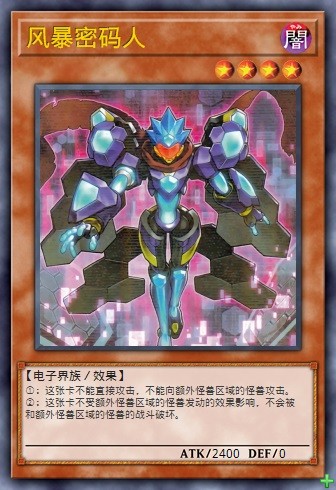 风暴密码人
闇
【电子界族／效果】
①：这张卡不能直接攻击，不能向额外怪兽区域的怪兽攻击。
②：这张卡不受额外怪兽区域的怪兽发动的效果影响，不会被
和额外怪兽区域的怪兽的战斗破坏。
ATK/2400 DEF/0